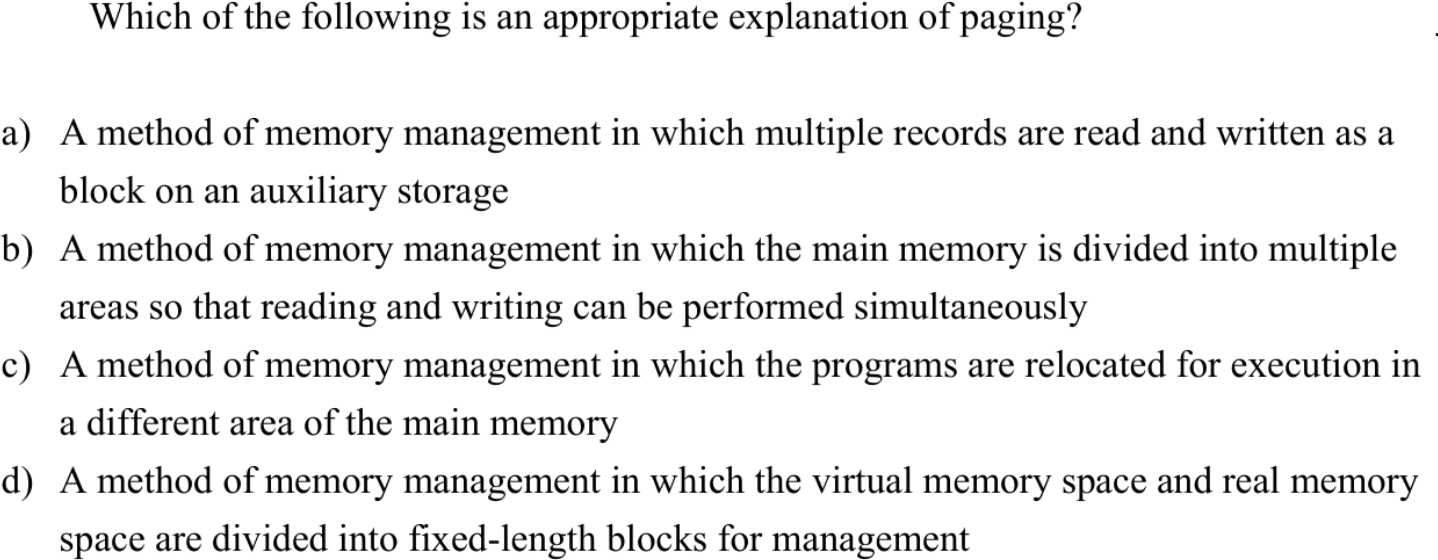 Which of the following is an appropriate explanation of paging?
a) A method of memory management in which multiple records are read and written as a
block on an auxiliary storage
b) A method of memory management in which the main memory is divided into multiple
areas so that reading and writing can be performed simultaneously
c) A method of memory management in which the programs are relocated for execution in
a different area of the main memory
d) A method of memory management in which the virtual memory space and real memory
space are divided into fixed-length blocks for management